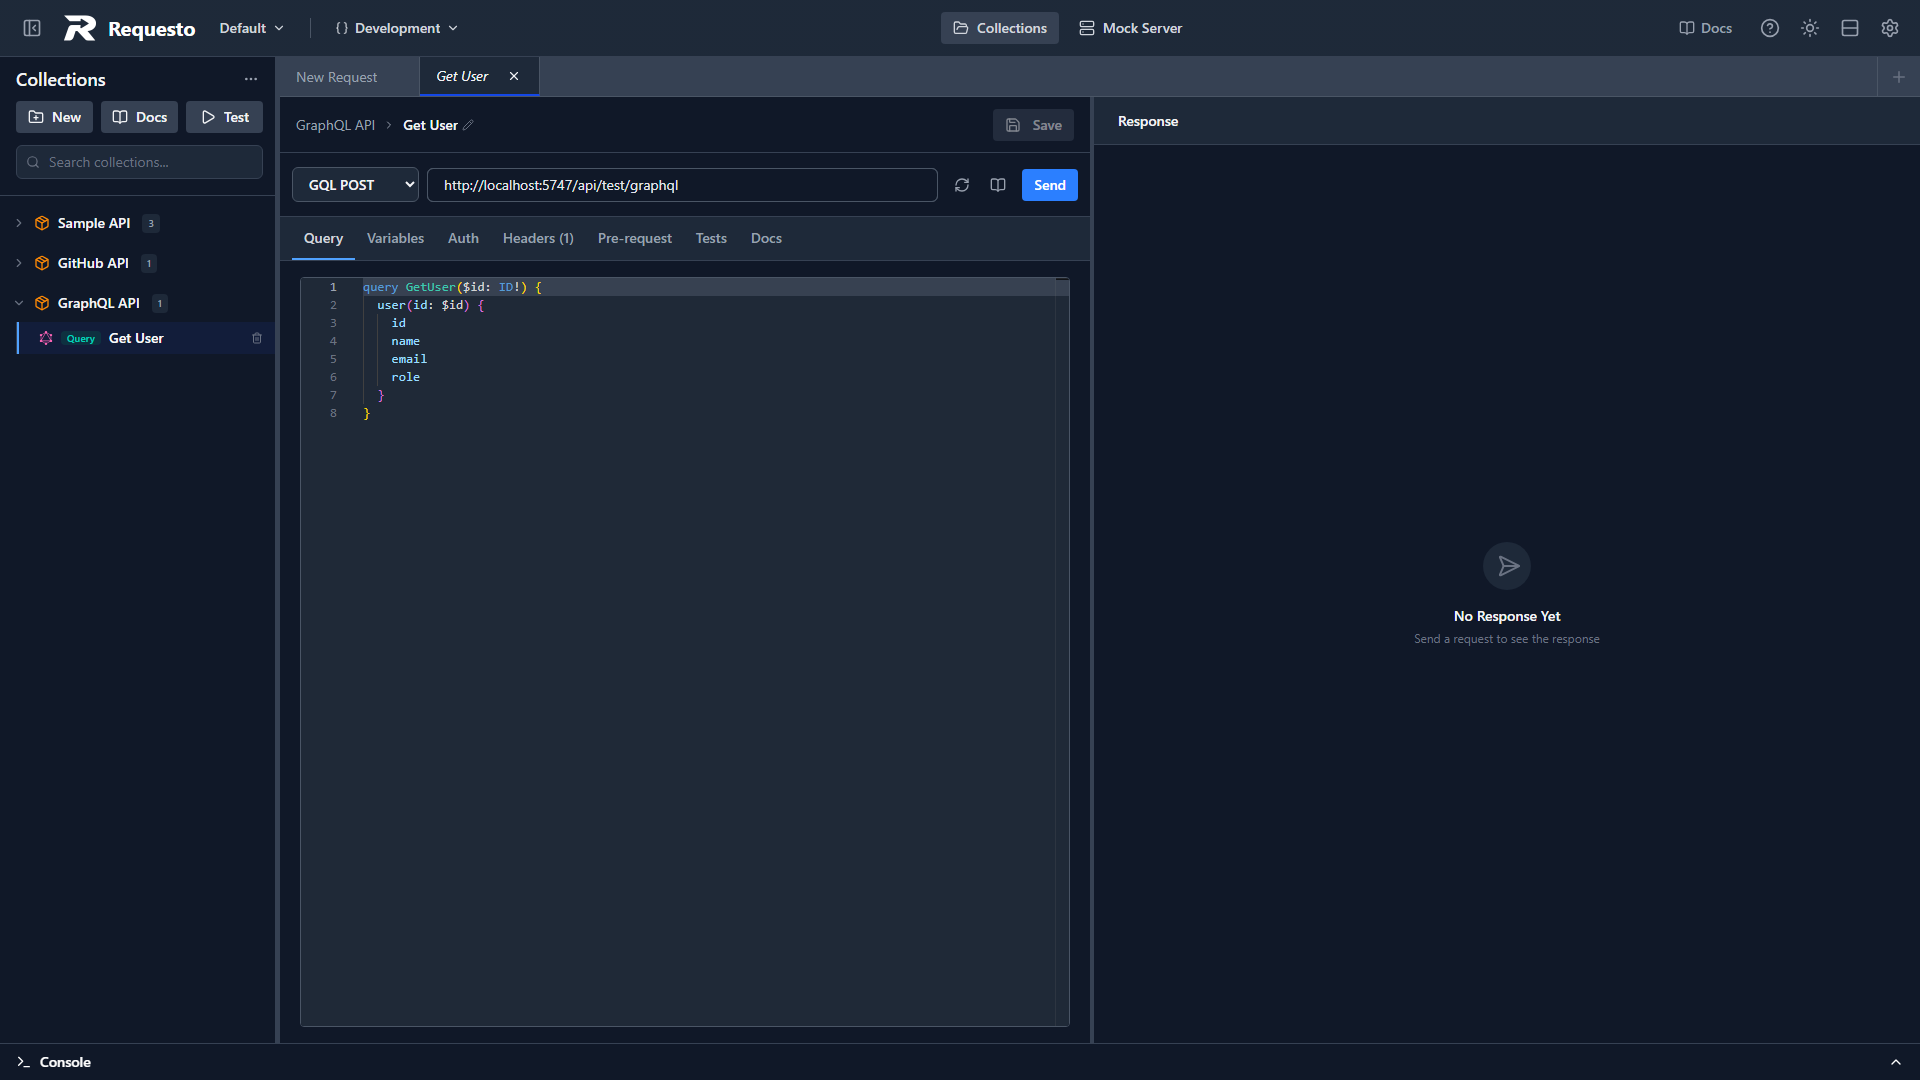 Requesto
Default
{ } Development
Collections
Mock Server
Docs
Collections
New
Docs
Test
Search collections...
Sample API 3
GitHub API 1
GraphQL API 1
Query Get User
New Request
Get User
GraphQL API > Get User
Save
GQL POST
http://localhost:5747/api/test/graphql
Send
Query
Variables
Auth
Headers (1)
Pre-request
Tests
Docs
1 query GetUser($id: ID!) {
2 user(id: $id) {
3 id
4 name
5 email
6 role
7 }
8 }
Response
No Response Yet
Send a request to see the response
Console